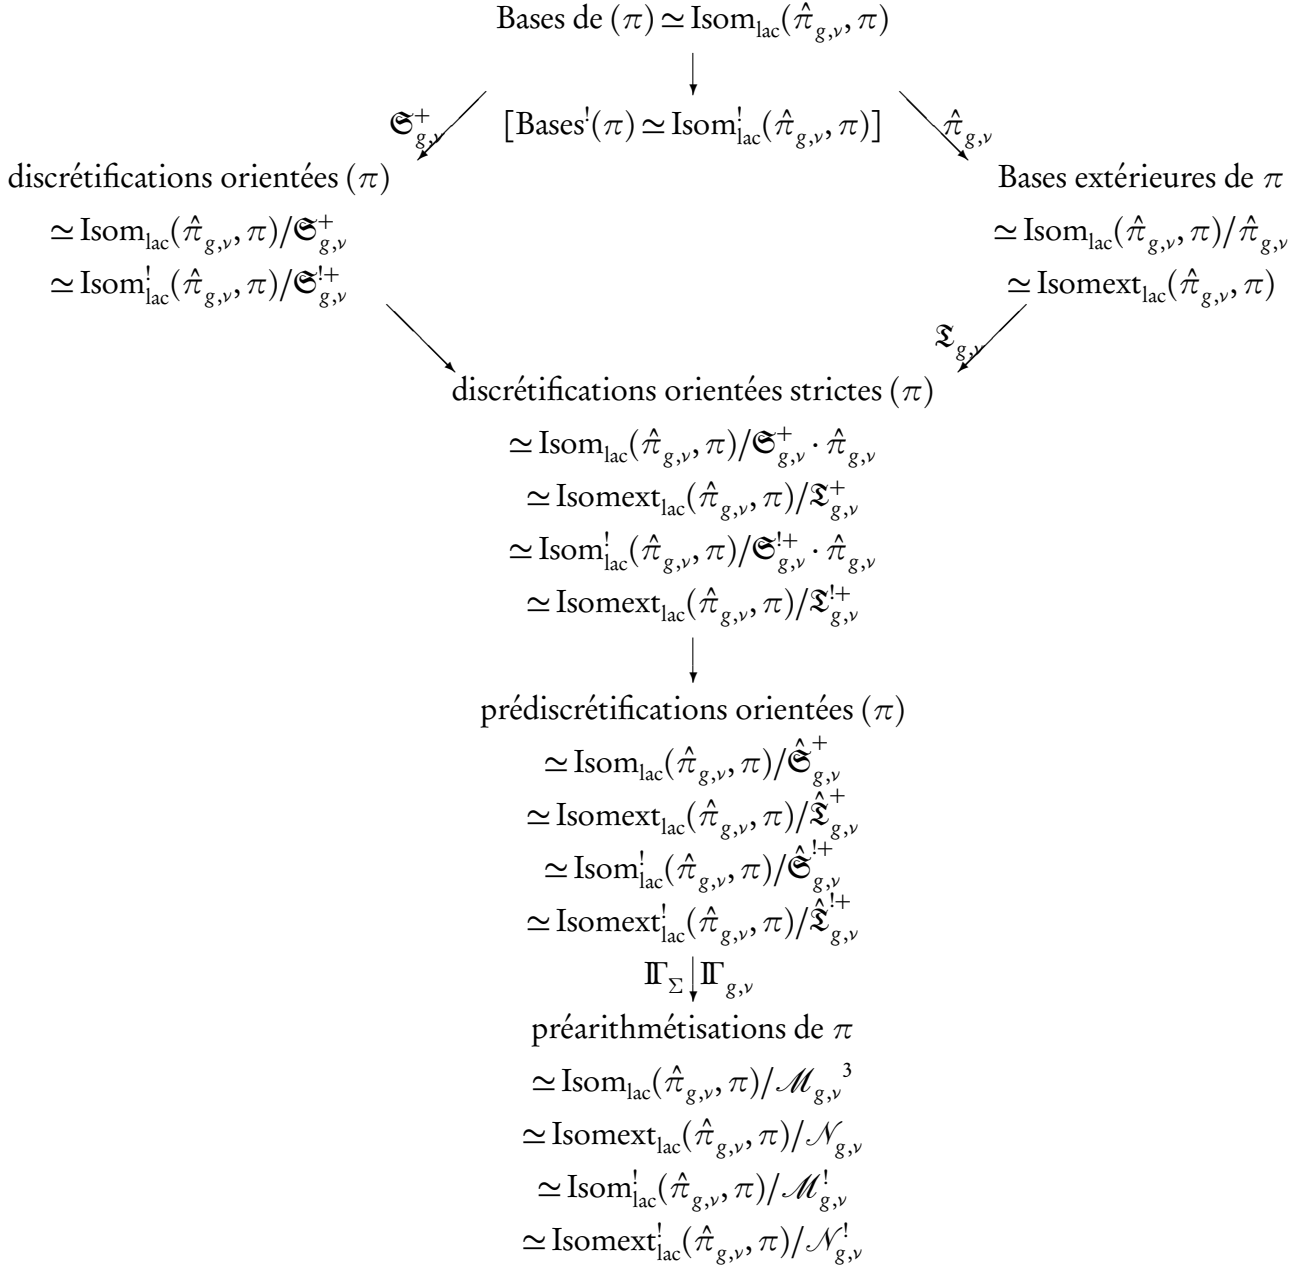 Bases de (π) ≃ Isom_lac(π̂_{g,ν}, π)
𝔖^+_{g,ν}
[Bases^!(π) ≃ Isom^!_lac(π̂_{g,ν}, π)]
π̂_{g,ν}
discrétifications orientées (π)
≃ Isom_lac(π̂_{g,ν}, π)/𝔖^+_{g,ν}
≃ Isom^!_lac(π̂_{g,ν}, π)/𝔖^{!+}_{g,ν}
Bases extérieures de π
≃ Isom_lac(π̂_{g,ν}, π)/π̂_{g,ν}
≃ Isomext_lac(π̂_{g,ν}, π)
𝔗_{g,ν}
discrétifications orientées strictes (π)
≃ Isom_lac(π̂_{g,ν}, π)/𝔖^+_{g,ν} · π̂_{g,ν}
≃ Isomext_lac(π̂_{g,ν}, π)/𝔗^+_{g,ν}
≃ Isom^!_lac(π̂_{g,ν}, π)/𝔖^{!+}_{g,ν} · π̂_{g,ν}
≃ Isomext_lac(π̂_{g,ν}, π)/𝔗^{!+}_{g,ν}
prédiscrétifications orientées (π)
≃ Isom_lac(π̂_{g,ν}, π)/𝔖̂^+_{g,ν}
≃ Isomext_lac(π̂_{g,ν}, π)/𝔗̂^+_{g,ν}
≃ Isom^!_lac(π̂_{g,ν}, π)/𝔖̂^{!+}_{g,ν}
≃ Isomext^!_lac(π̂_{g,ν}, π)/𝔗̂^{!+}_{g,ν}
𝐈𝚪_Σ 𝐈𝚪_{g,ν}
préarithmétisations de π
≃ Isom_lac(π̂_{g,ν}, π)/ℳ_{g,ν}^3
≃ Isomext_lac(π̂_{g,ν}, π)/𝒩_{g,ν}
≃ Isom^!_lac(π̂_{g,ν}, π)/ℳ^!_{g,ν}
≃ Isomext^!_lac(π̂_{g,ν}, π)/𝒩^!_{g,ν}